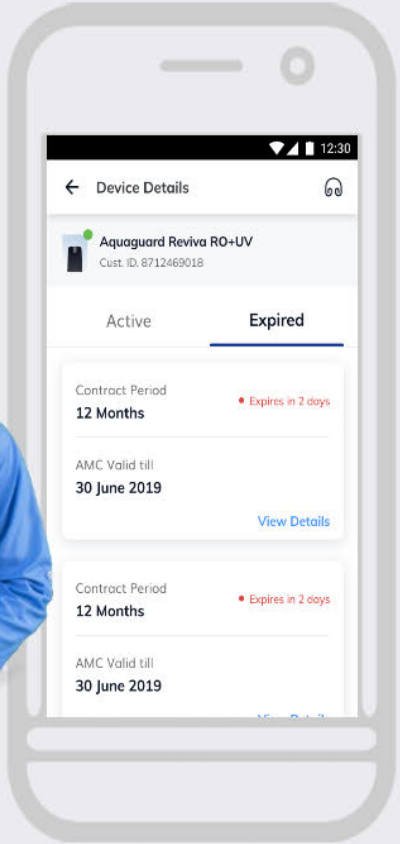 12:30
Device Details
Aquaguard Reviva RO+UV
Cust. ID. 8712469018
Active Expired
Contract Period
12 Months
Expires in 2 days
AMC Valid till
30 June 2019
View Details
Contract Period
12 Months
Expires in 2 days
AMC Valid till
30 June 2019